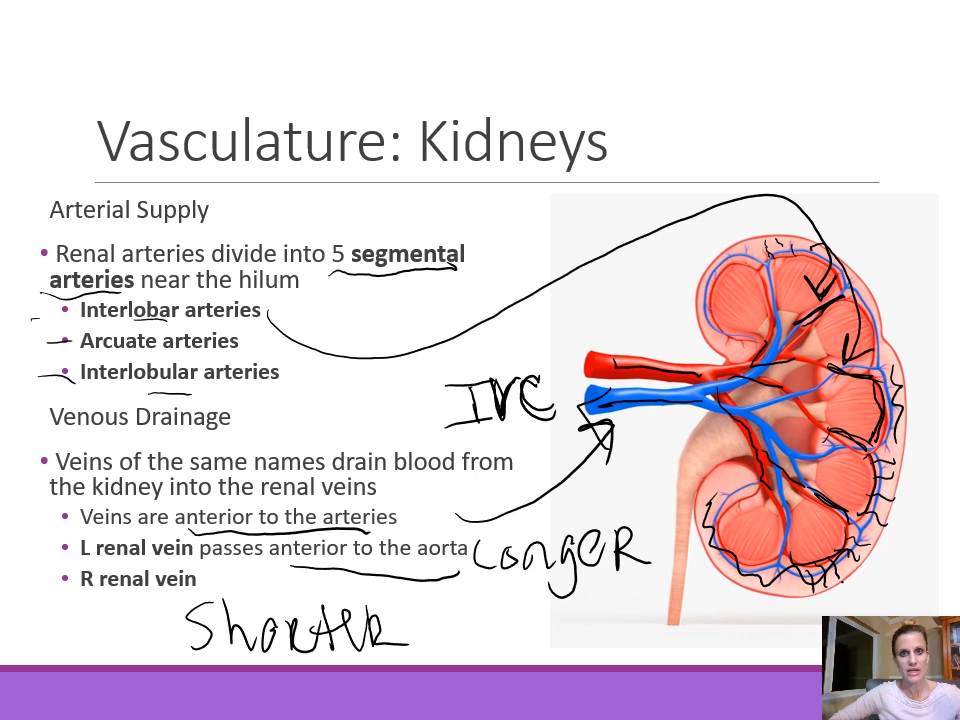 Vasculature: Kidneys
Arterial Supply
• Renal arteries divide into 5 segmental
arteries near the hilum
• Interlobar arteries
• Arcuate arteries
• Interlobular arteries
IVC
Venous Drainage
• Veins of the same names drain blood from
the kidney into the renal veins
• Veins are anterior to the arteries
• L renal vein passes anterior to the aorta LongeR
• R renal vein
ShorteR